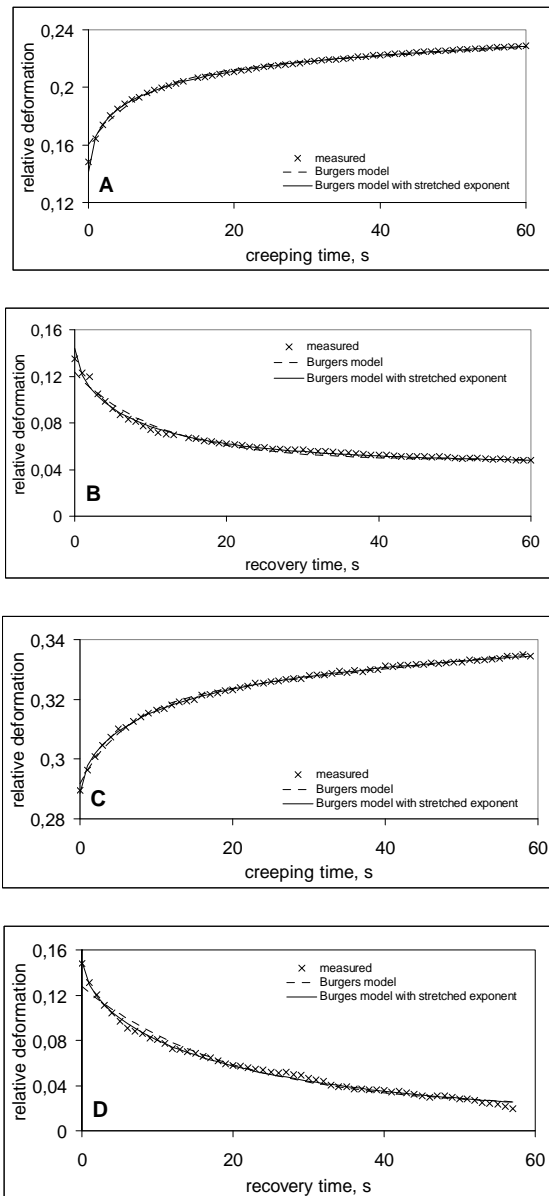 0,24
0,2
0,16
0,12
relative deformation
× measured
Burgers model
Burgers model with stretched exponent
A
0 20 40 60
creeping time, s
0,16
0,12
0,08
0,04
0
relative deformation
× measured
Burgers model
Burgers model with stretched exponent
B
0 20 40 60
recovery time, s
0,34
0,32
0,3
0,28
relative deformation
× measured
Burgers model
Burgers model with stretched exponent
C
0 20 40 60
creeping time, s
0,16
0,12
0,08
0,04
0
relative deformation
× measured
Burgers model
Burges model with stretched exponent
D
0 20 40 60
recovery time, s